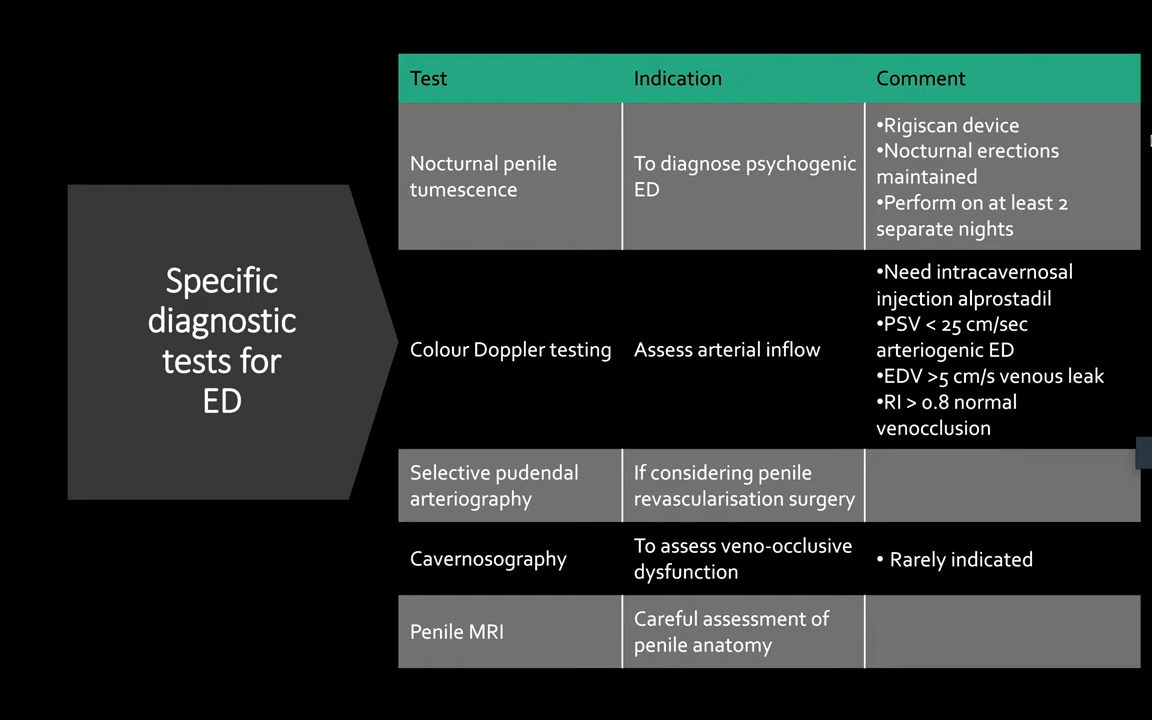 Specific
diagnostic
tests for
ED
Test
Indication
Comment
Nocturnal penile
tumescence
To diagnose psychogenic
ED
•Rigiscan device
•Nocturnal erections
maintained
•Perform on at least 2
separate nights
Colour Doppler testing
Assess arterial inflow
•Need intracavernosal
injection alprostadil
•PSV < 25 cm/sec
arteriogenic ED
•EDV >5 cm/s venous leak
•RI > 0.8 normal
venocclusion
Selective pudendal
arteriography
If considering penile
revascularisation surgery
Cavernosography
To assess veno-occlusive
dysfunction
• Rarely indicated
Penile MRI
Careful assessment of
penile anatomy